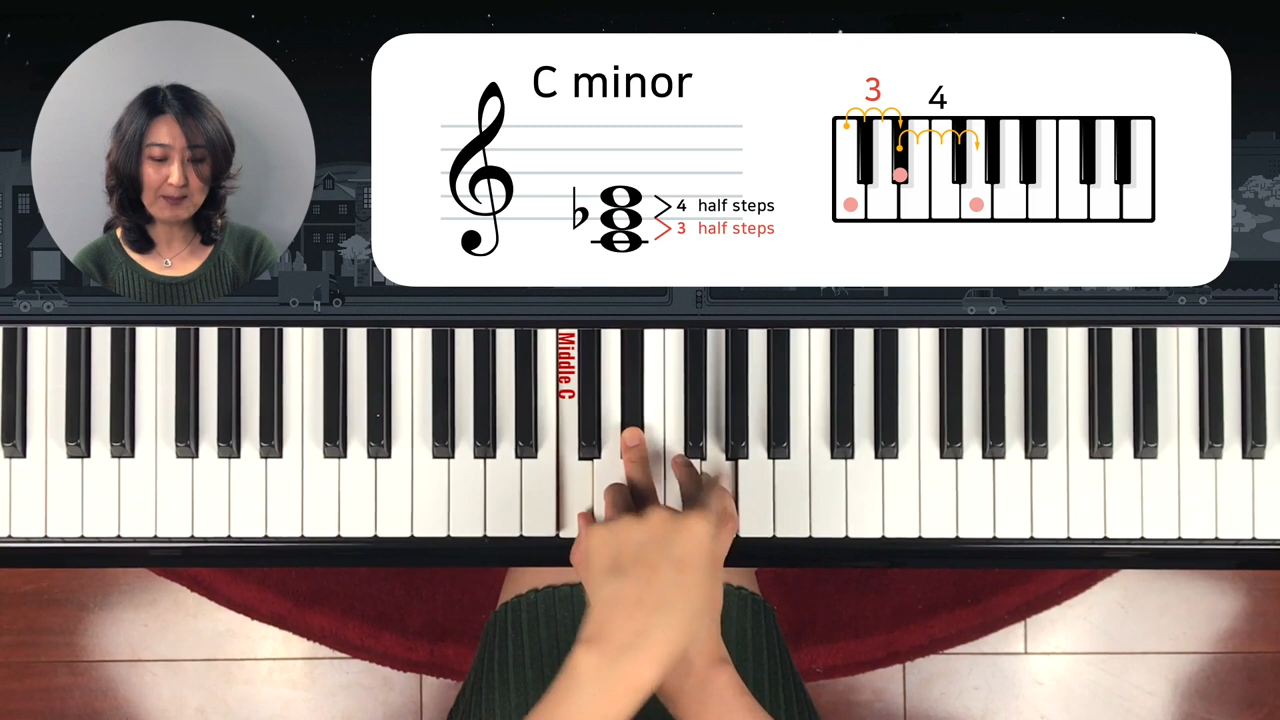 C minor
3
4
4 half steps
3 half steps
Middle C